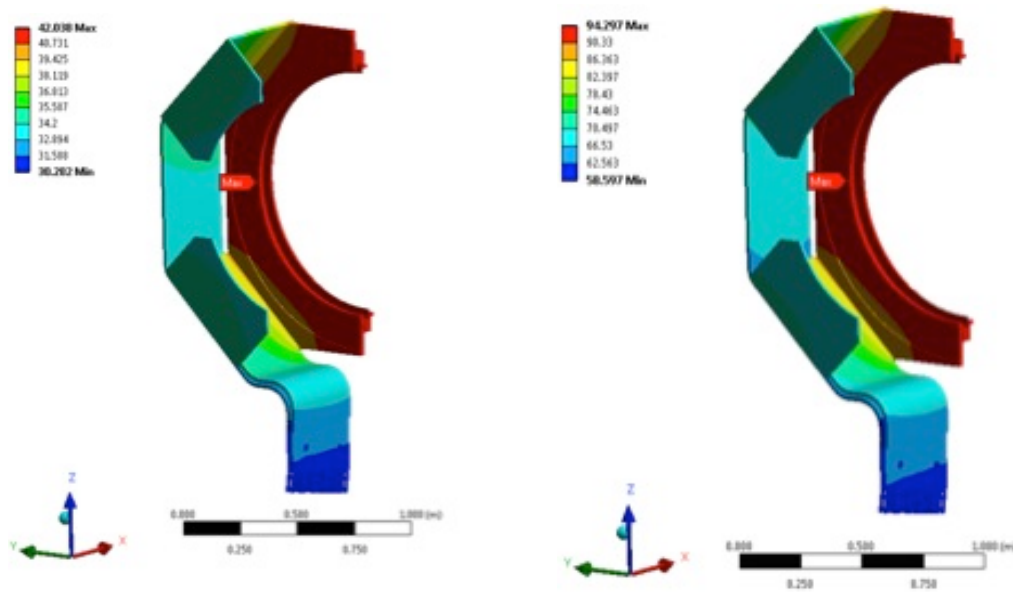 42.038 Max
40.731
39.425
38.119
36.813
35.507
34.2
32.894
31.588
30.282 Min
Max
Z
Y
X
0.000 0.500 1.000 (m)
0.250 0.750
94.297 Max
90.33
86.363
82.397
78.43
74.463
70.497
66.53
62.563
58.597 Min
Max
Z
Y
X
0.000 0.500 1.000 (m
0.250 0.750